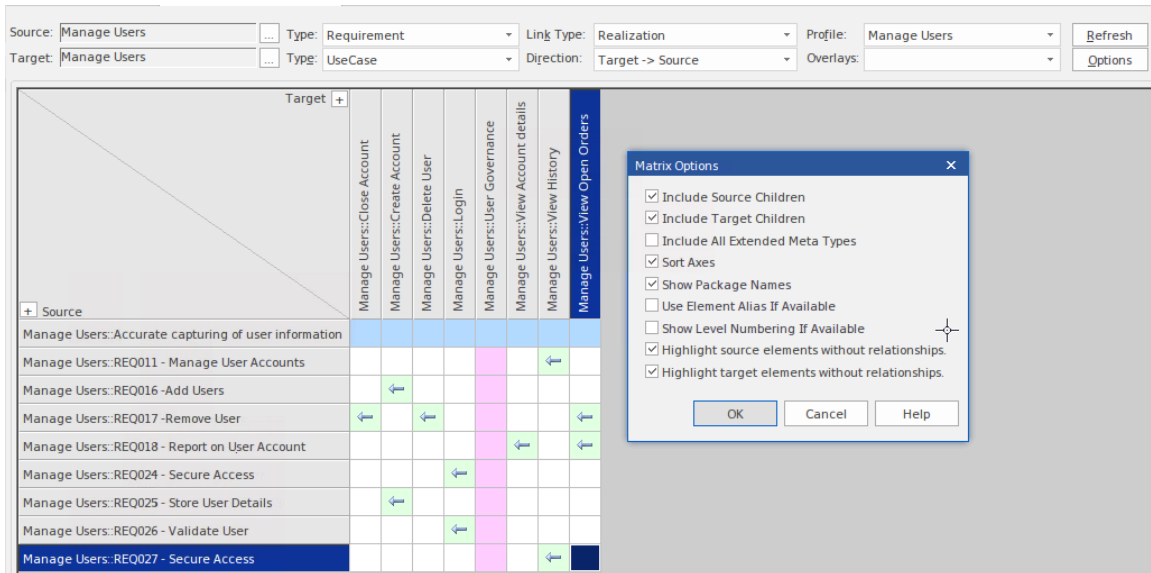 Source: Manage Users ... Type: Requirement Link Type: Realization Profile: Manage Users Refresh
Target: Manage Users ... Type: UseCase Direction: Target -> Source Overlays: Options
Target +
Manage Users::Close Account
Manage Users::Create Account
Manage Users::Delete User
Manage Users::Login
Manage Users::User Governance
Manage Users::View Account details
Manage Users::View History
Manage Users::View Open Orders
+ Source
Manage Users::Accurate capturing of user information
Manage Users::REQ011 - Manage User Accounts
Manage Users::REQ016 -Add Users
Manage Users::REQ017 -Remove User
Manage Users::REQ018 - Report on User Account
Manage Users::REQ024 - Secure Access
Manage Users::REQ025 - Store User Details
Manage Users::REQ026 - Validate User
Manage Users::REQ027 - Secure Access
Matrix Options
Include Source Children
Include Target Children
Include All Extended Meta Types
Sort Axes
Show Package Names
Use Element Alias If Available
Show Level Numbering If Available
Highlight source elements without relationships.
Highlight target elements without relationships.
OK Cancel Help